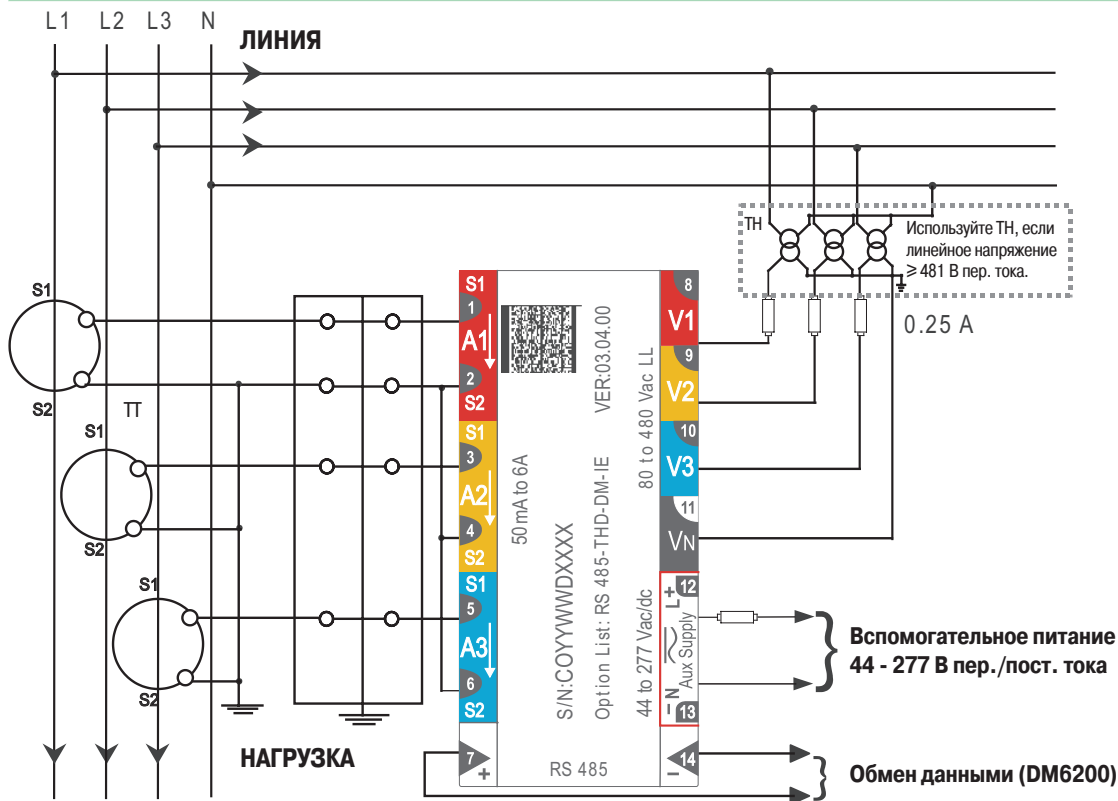 L1 L2 L3 N
ЛИНИЯ
ТН
Используйте ТН, если
линейное напряжение
≥ 481 В пер. тока.
0.25 A
S1
S2
ТТ
S1
S2
S1
S2
НАГРУЗКА
S1
1
A1
2
S2
S1
3
A2
4
S2
S1
5
A3
6
S2
7
+
50mA to 6A
S/N:COYYWWDXXXX
Option List: RS 485-THD-DM-IE
VER:03.04.00
80 to 480 Vac LL
44 to 277 Vac/dc
RS 485
8
V1
9
V2
10
V3
11
VN
12
L +
Aux Supply
– N
13
14
–
Вспомогательное питание
44 - 277 В пер./пост. тока
Обмен данными (DM6200)